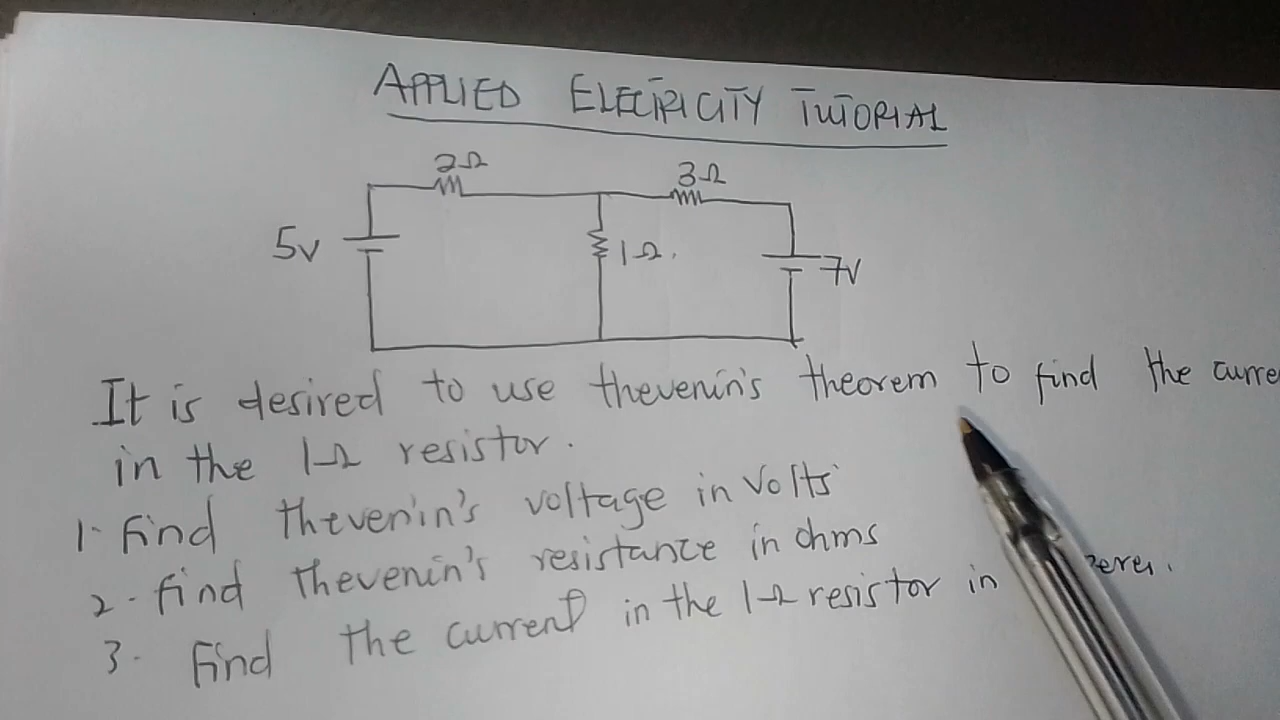 APPLIED ELECTRICITY TUTORIAL
2Ω
3Ω
5v
1Ω.
7V
It is desired to use thevenin's theorem to find the curre
in the 1Ω resistor.
1. Find thevenin's voltage in Volts
2. find thevenin's resistance in ohms
3. Find the current in the 1Ω resistor in